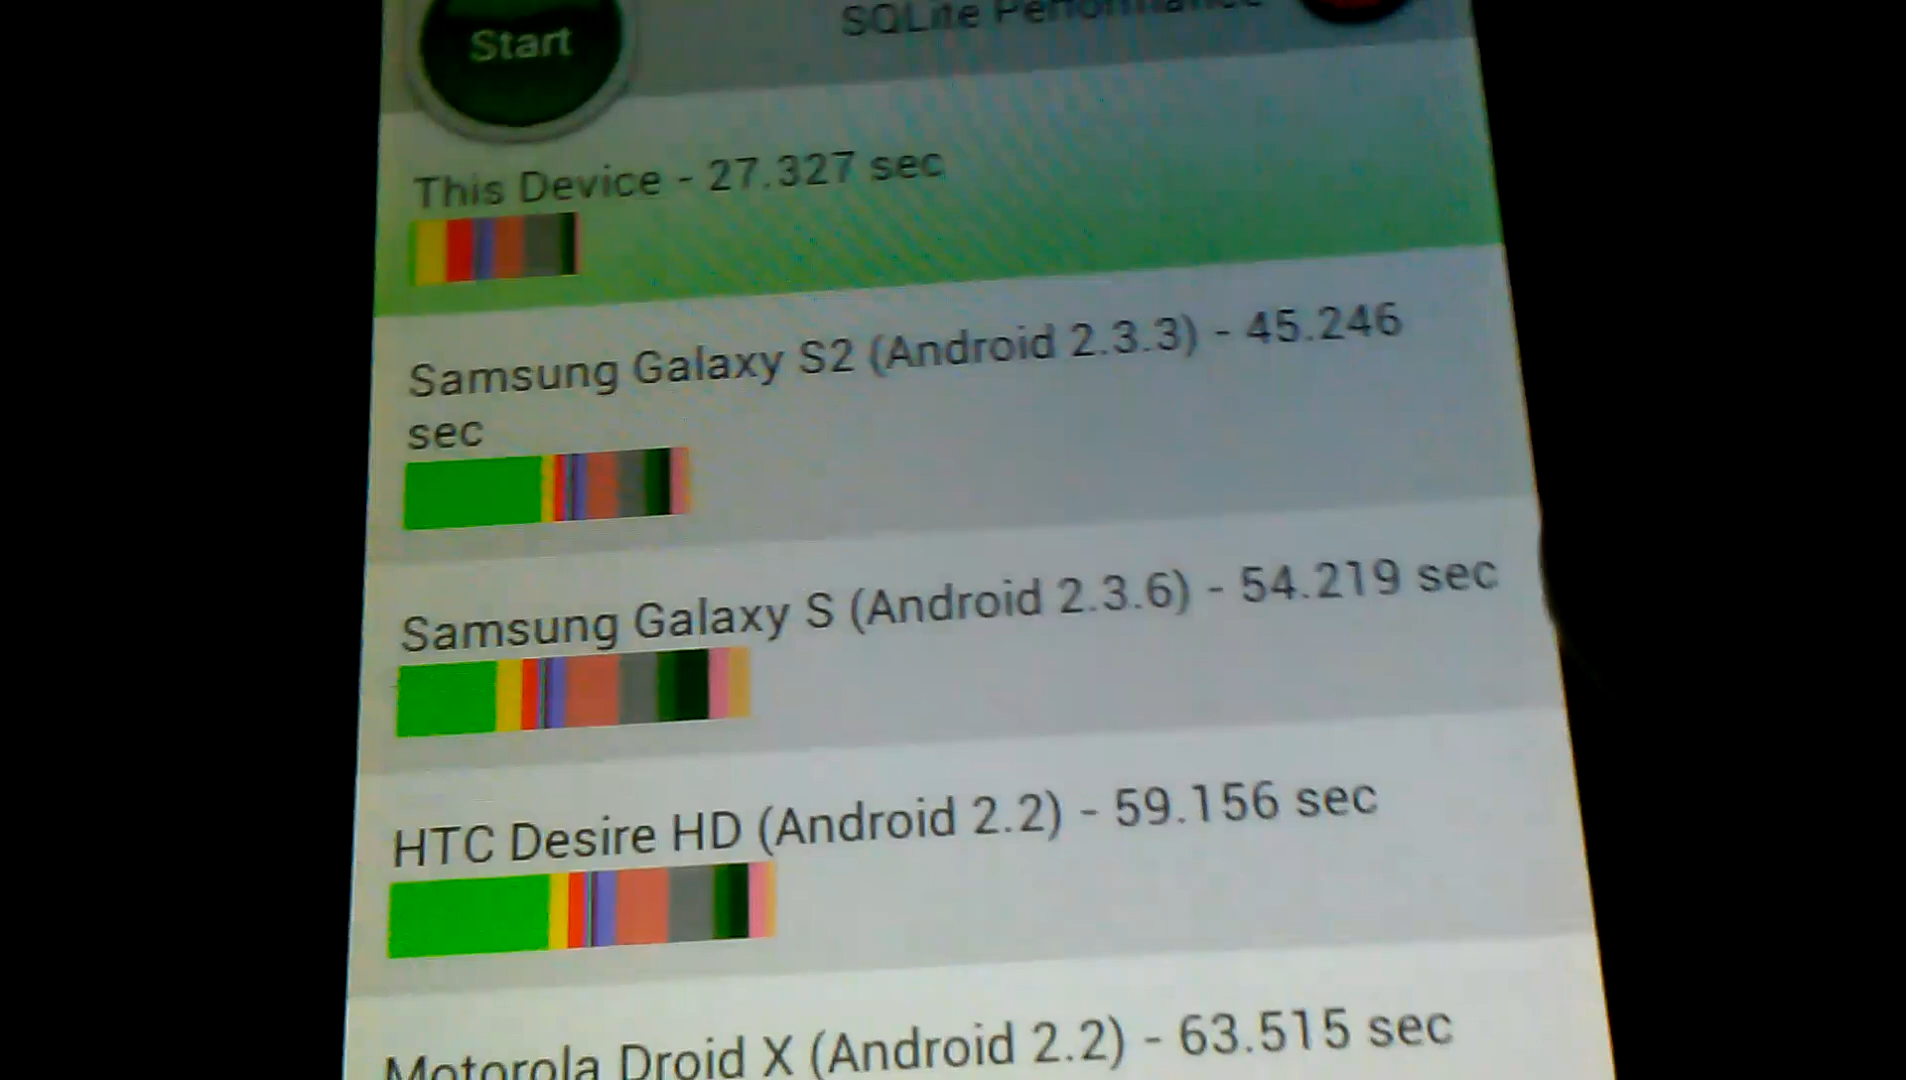 Start
SQLite Performance
This Device - 27.327 sec
Samsung Galaxy S2 (Android 2.3.3) - 45.246
sec
Samsung Galaxy S (Android 2.3.6) - 54.219 sec
HTC Desire HD (Android 2.2) - 59.156 sec
Motorola Droid X (Android 2.2) - 63.515 sec